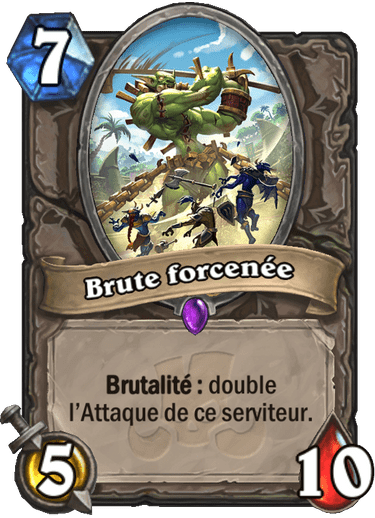 7
Brute forcenée
Brutalité : double
l'Attaque de ce serviteur.
5
10